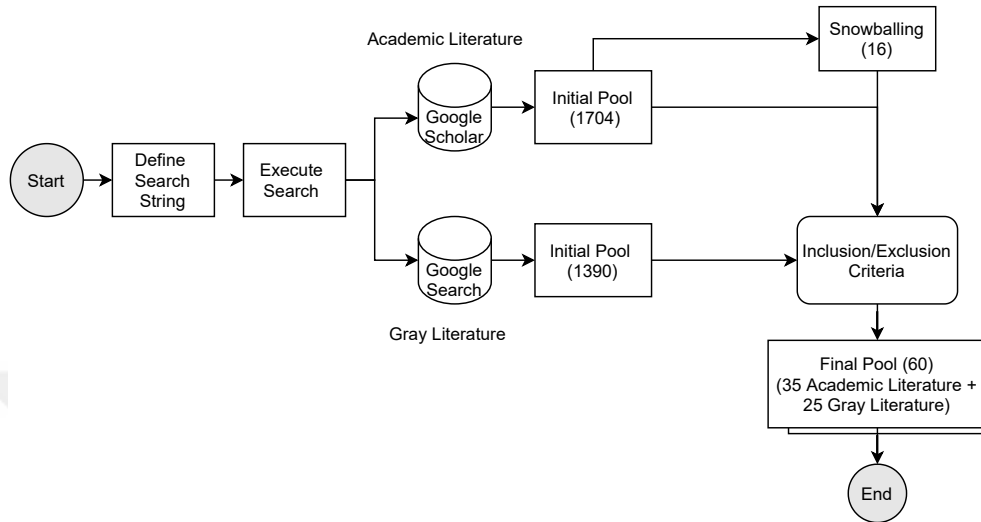 Academic Literature
Snowballing
(16)
Google
Scholar
Initial Pool
(1704)
Start
Define
Search
String
Execute
Search
Google
Search
Initial Pool
(1390)
Inclusion/Exclusion
Criteria
Gray Literature
Final Pool (60)
(35 Academic Literature +
25 Gray Literature)
End